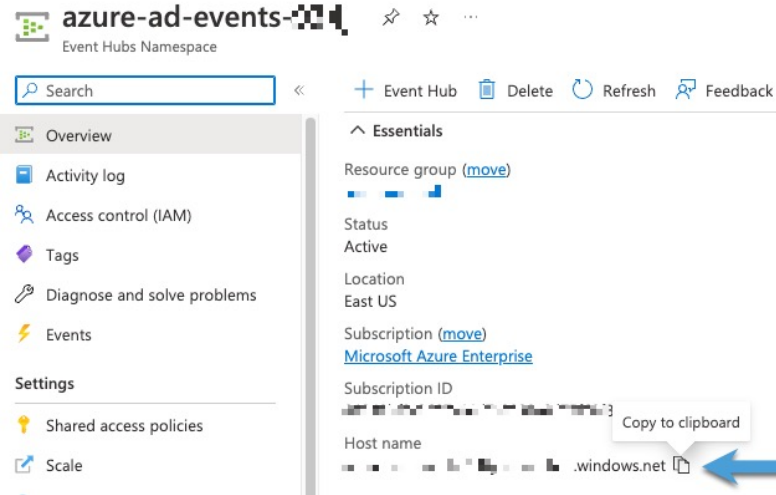 azure-ad-events-
Event Hubs Namespace
Search
«
Overview
Activity log
Access control (IAM)
Tags
Diagnose and solve problems
Events
Settings
Shared access policies
Scale
Event Hub Delete Refresh Feedback
Essentials
Resource group (move)
Status
Active
Location
East US
Subscription (move)
Microsoft Azure Enterprise
Subscription ID
Copy to clipboard
Host name
.windows.net